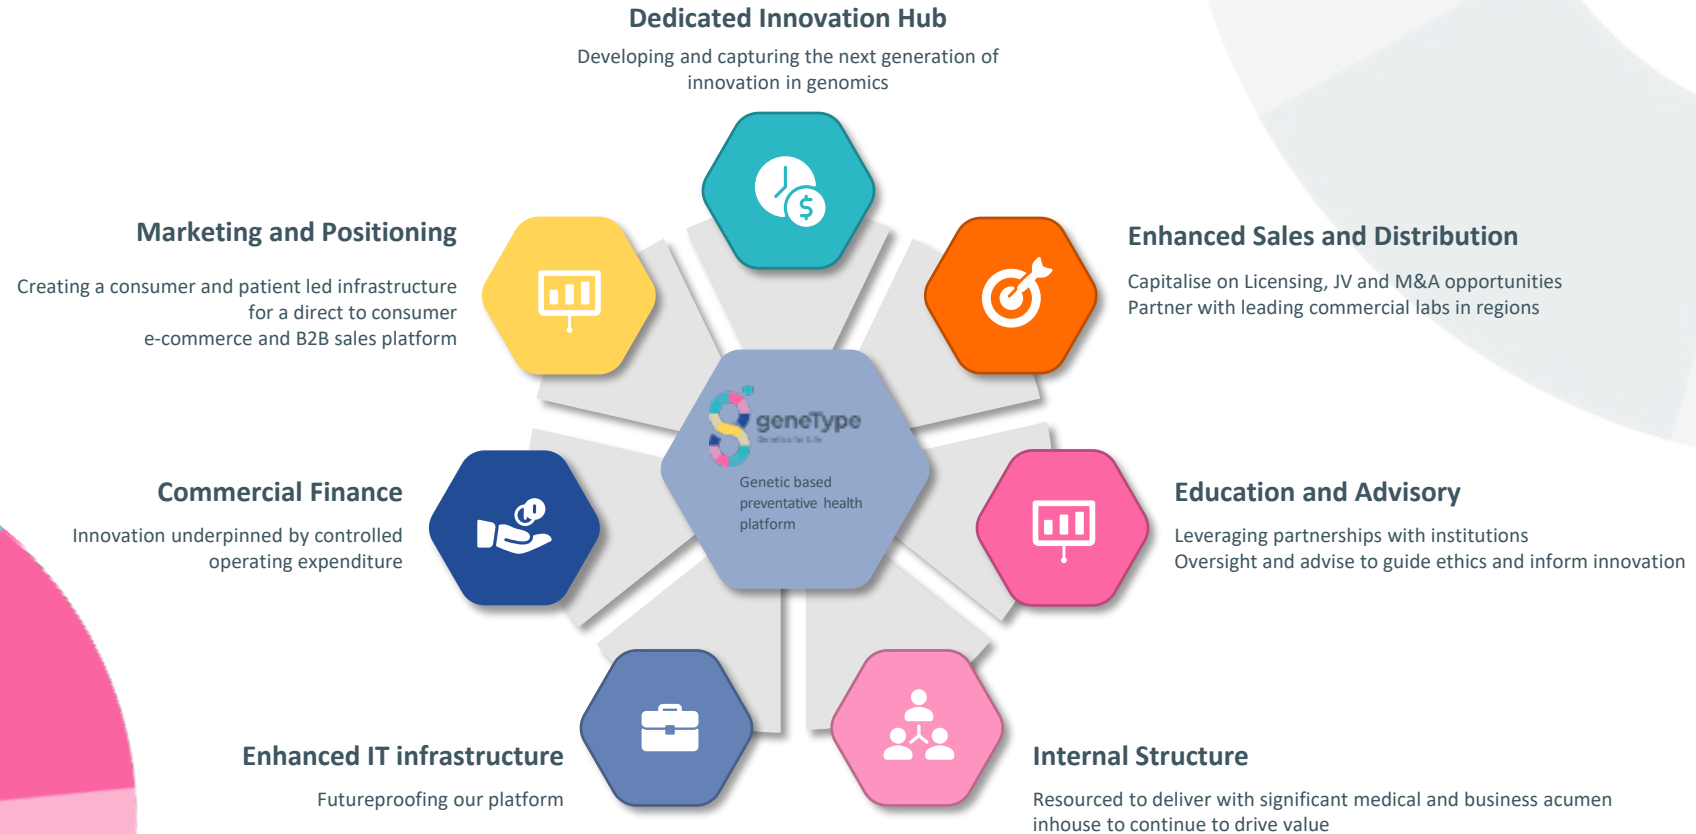 Dedicated Innovation Hub
Developing and capturing the next generation of
innovation in genomics
Marketing and Positioning
Creating a consumer and patient led infrastructure
for a direct to consumer
e-commerce and B2B sales platform
Enhanced Sales and Distribution
Capitalise on Licensing, JV and M&A opportunities
Partner with leading commercial labs in regions
geneType
Genetics for Life
Genetic based
preventative health
platform
Commercial Finance
Innovation underpinned by controlled
operating expenditure
Education and Advisory
Leveraging partnerships with institutions
Oversight and advise to guide ethics and inform innovation
Enhanced IT infrastructure
Futureproofing our platform
Internal Structure
Resourced to deliver with significant medical and business acumen
inhouse to continue to drive value